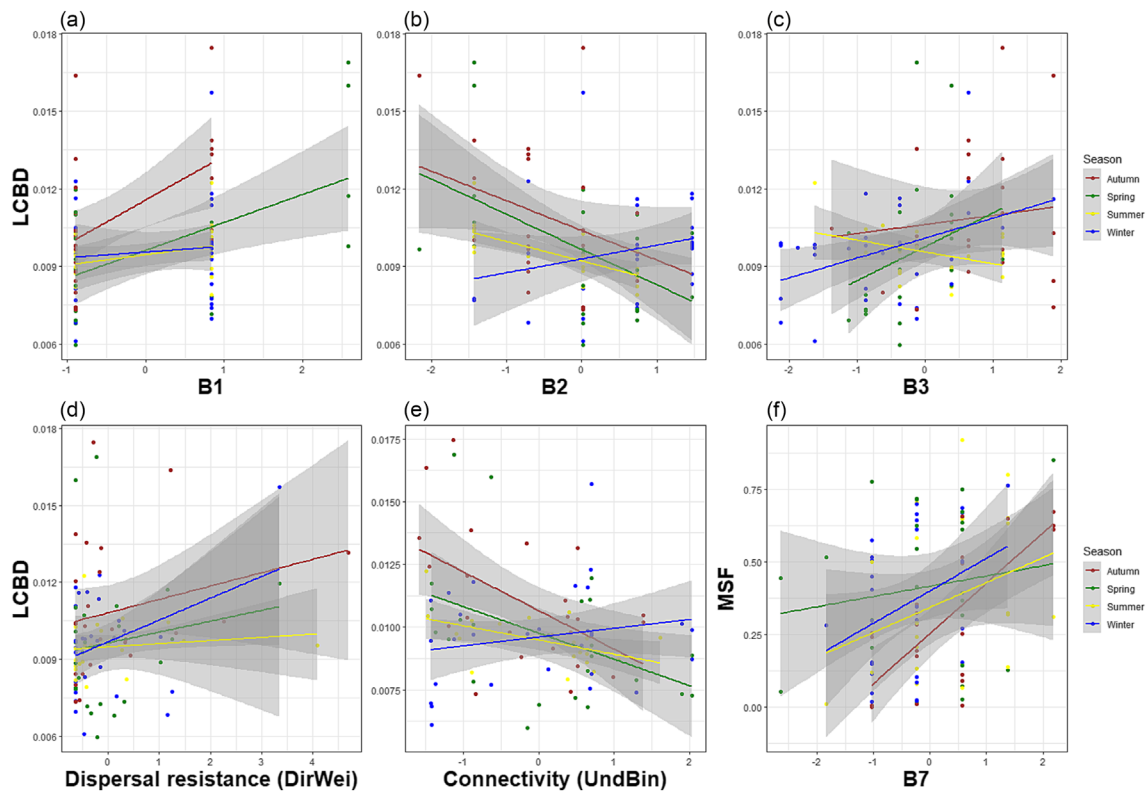 (a)
(b)
(c)
0.018
0.015
0.012
0.009
0.006
LCBD
-1 0 1 2
B1
0.018
0.015
0.012
0.009
0.006
-2 -1 0 1
B2
0.018
0.015
0.012
0.009
0.006
-2 -1 0 1 2
B3
Season
Autumn
Spring
Summer
Winter
(d)
(e)
(f)
0.018
0.015
0.012
0.009
0.006
LCBD
0 1 2 3 4
Dispersal resistance (DirWei)
0.0175
0.0150
0.0125
0.0100
0.0075
-1 0 1 2
Connectivity (UndBin)
0.75
0.50
0.25
0.00
MSF
-2 -1 0 1 2
B7
Season
Autumn
Spring
Summer
Winter